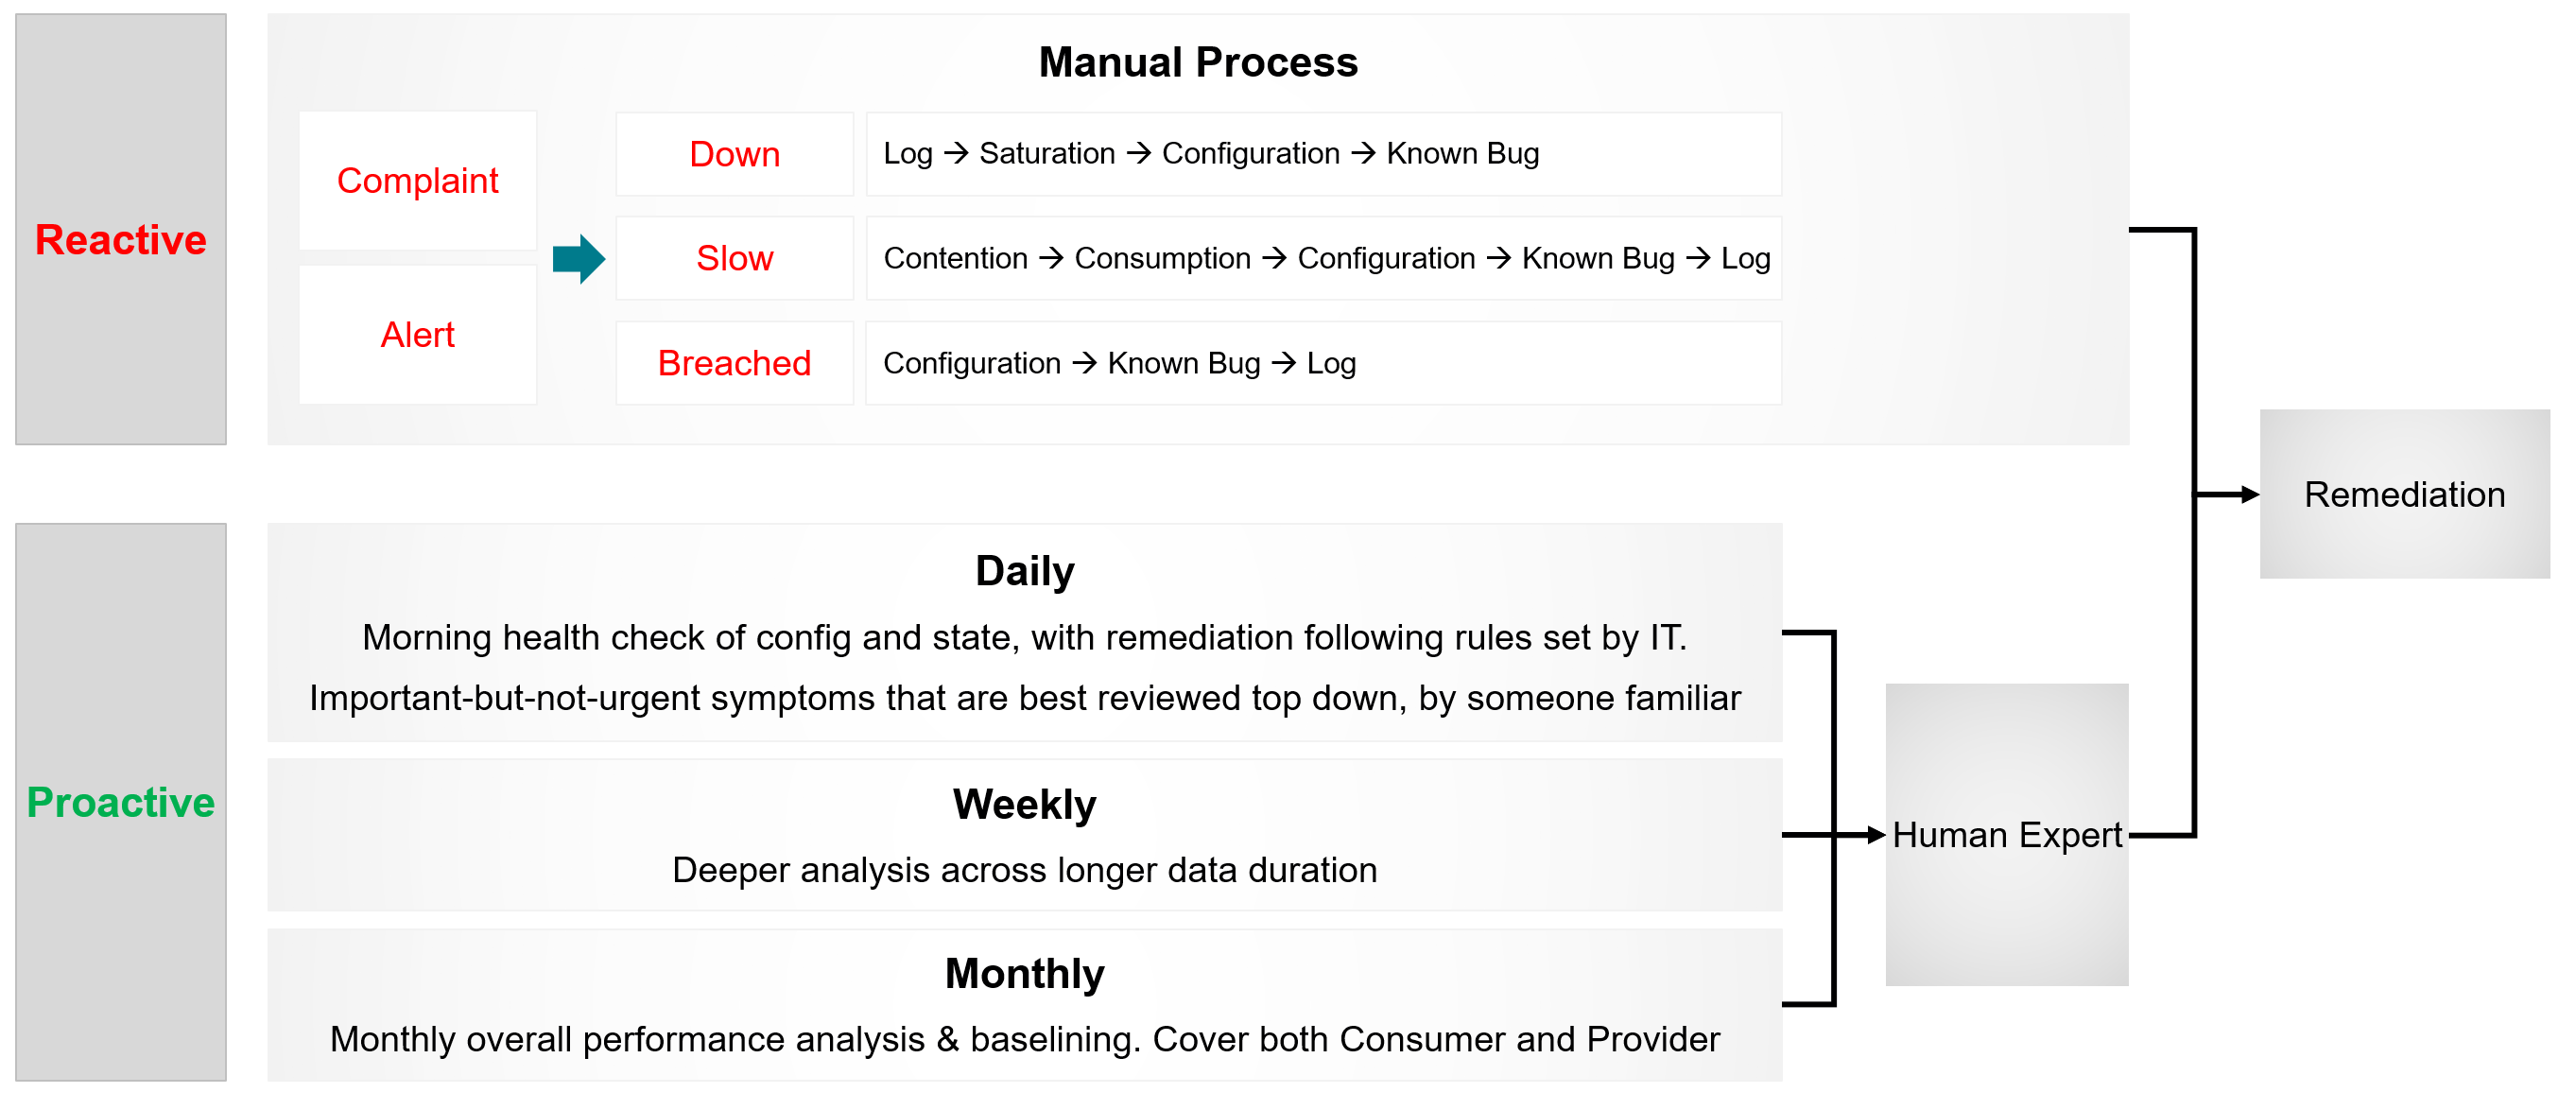 Reactive
Manual Process
Complaint
Alert
Down
Log → Saturation → Configuration → Known Bug
Slow
Contention → Consumption → Configuration → Known Bug → Log
Breached
Configuration → Known Bug → Log
Remediation
Proactive
Daily
Morning health check of config and state, with remediation following rules set by IT.
Important-but-not-urgent symptoms that are best reviewed top down, by someone familiar
Weekly
Deeper analysis across longer data duration
Monthly
Monthly overall performance analysis & baselining. Cover both Consumer and Provider
Human Expert